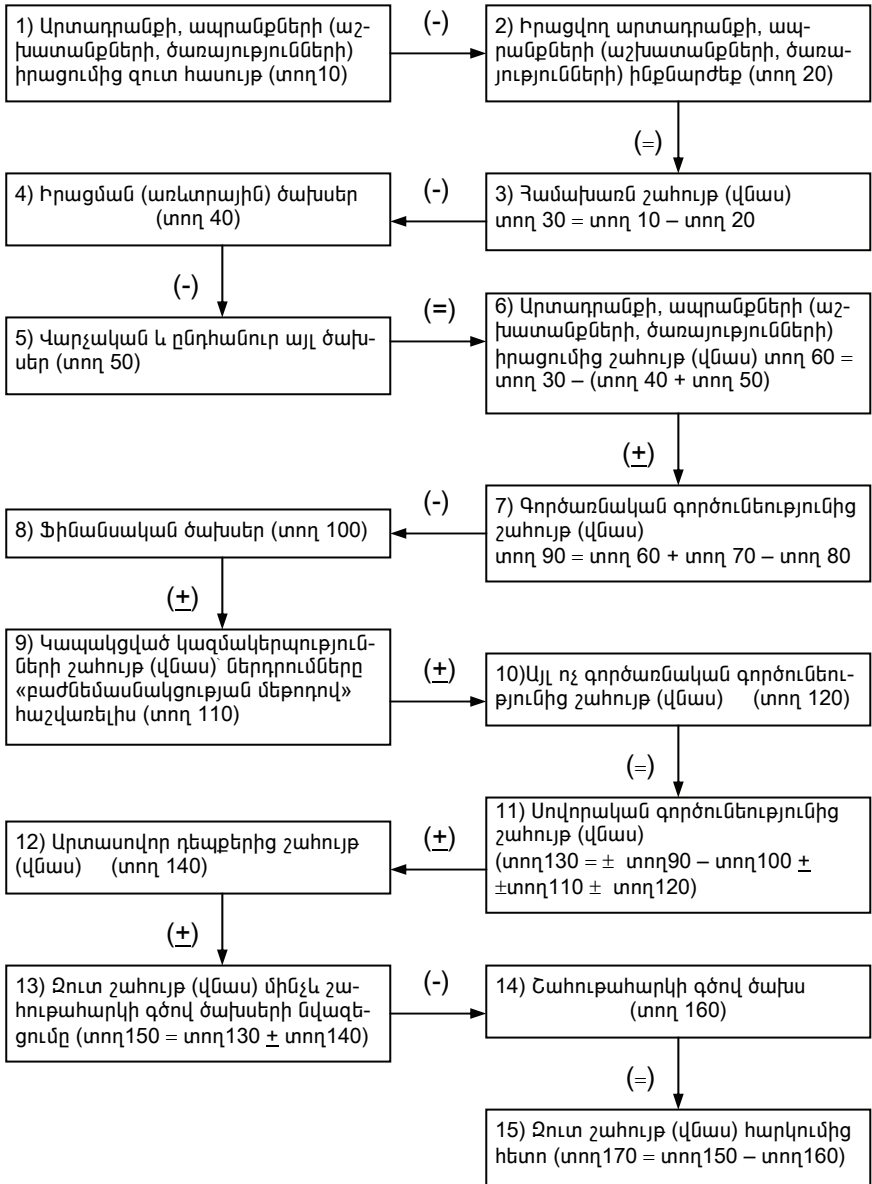 1) Արտադրանքի, ապրանքների (աշ-
խատանքների, ծառայությունների)
իրացումից զուտ հասույթ (տող10)
(-)
2) Իրացվող արտադրանքի, ապ-
րանքների (աշխատանքների, ծառա-
յությունների) ինքնարժեք (տող 20)
(=)
3) Համախառն շահույթ (վնաս)
տող 30 = տող 10 – տող 20
(-)
4) Իրացման (առևտրային) ծախսեր
(տող 40)
(-)
5) Վարչական և ընդհանուր այլ ծախ-
սեր (տող 50)
(=)
6) Արտադրանքի, ապրանքների (աշ-
խատանքների, ծառայությունների)
իրացումից շահույթ (վնաս) տող 60 =
տող 30 – (տող 40 + տող 50)
(±)
7) Գործառնական գործունեությունից
շահույթ (վնաս)
տող 90 = տող 60 + տող 70 – տող 80
(-)
8) Ֆինանսական ծախսեր (տող 100)
(±)
9) Կապակցված կազմակերպություն-
ների շահույթ (վնաս)՝ ներդրումները
«բաժնեմասնակցության մեթոդով»
հաշվառելիս (տող 110)
(±)
10)Այլ ոչ գործառնական գործունեու-
թյունից շահույթ (վնաս) (տող 120)
(=)
11) Սովորական գործունեությունից
շահույթ (վնաս)
(տող130 = ± տող90 – տող100 ±
±տող110 ± տող120)
(±)
12) Արտասովոր դեպքերից շահույթ
(վնաս) (տող 140)
(±)
13) Զուտ շահույթ (վնաս) մինչև շա-
հութահարկի գծով ծախսերի նվազե-
ցումը (տող150 = տող130 ± տող140)
(-)
14) Շահութահարկի գծով ծախս
(տող 160)
(=)
15) Զուտ շահույթ (վնաս) հարկումից
հետո (տող170 = տող150 – տող160)